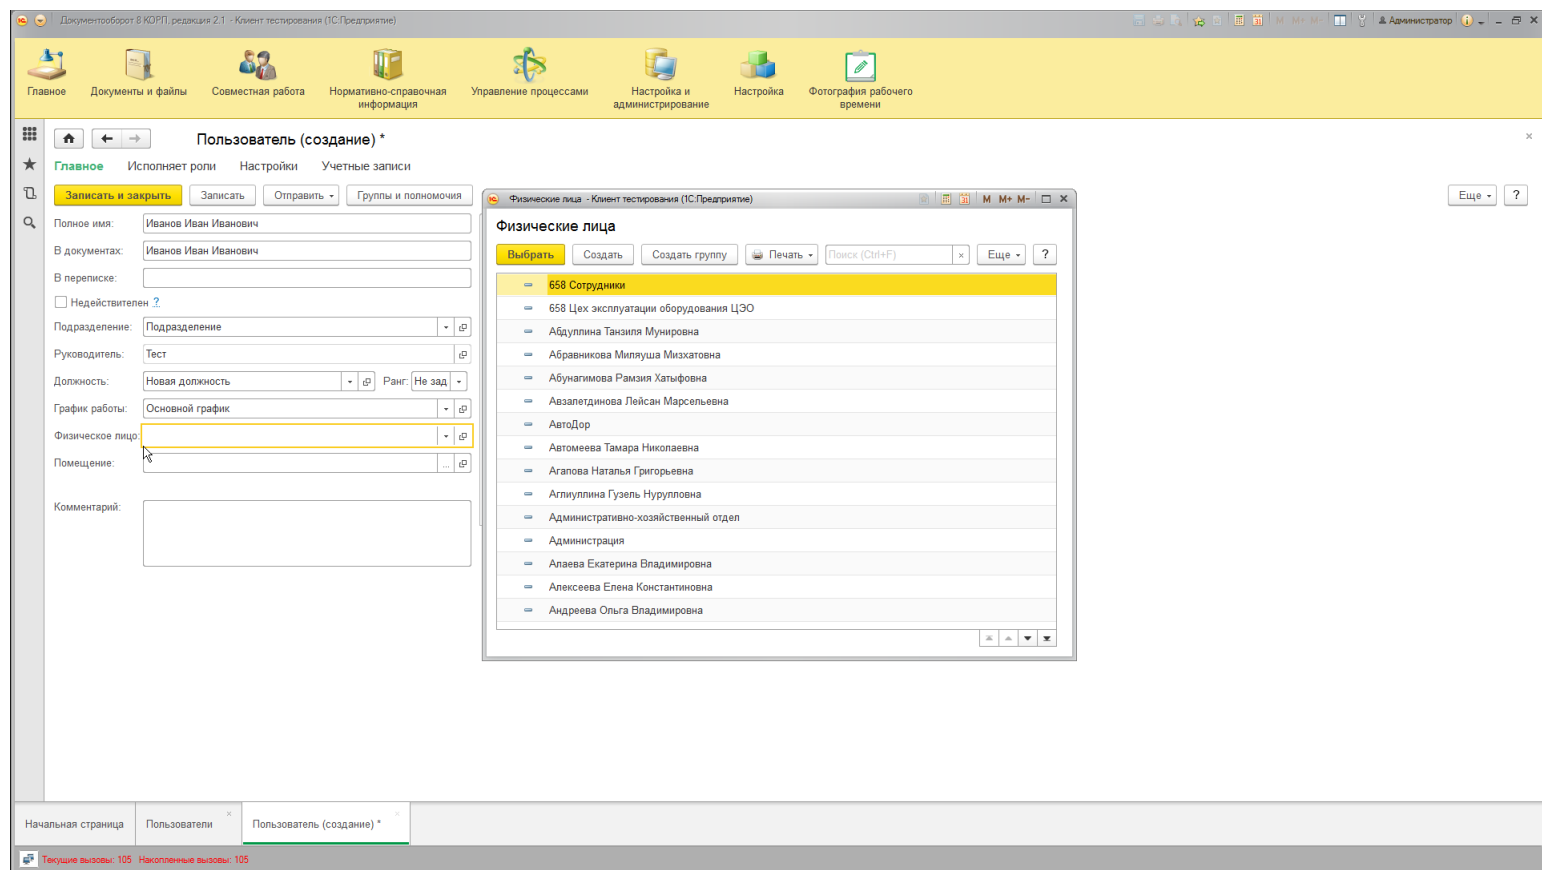 Документооборот 8 КОРП, редакция 2.1 - Клиент тестирования (1С:Предприятие)
M M+ M-
Администратор
Главное
Документы и файлы
Совместная работа
Нормативно-справочная
информация
Управление процессами
Настройка и
администрирование
Настройка
Фотография рабочего
времени
Пользователь (создание) *
Главное Исполняет роли Настройки Учетные записи
Записать и закрыть Записать Отправить Группы и полномочия
Еще ?
Полное имя: Иванов Иван Иванович
В документах: Иванов Иван Иванович
В переписке:
Недействителен ?
Подразделение: Подразделение
Руководитель: Тест
Должность: Новая должность Ранг: Не зад
График работы: Основной график
Физическое лицо:
Помещение: ...
Комментарий:
Физические лица - Клиент тестирования (1С:Предприятие)
M M+ M-
Физические лица
Выбрать Создать Создать группу Печать Поиск (Ctrl+F) × Еще ?
658 Сотрудники
658 Цех эксплуатации оборудования ЦЭО
Абдуллина Танзиля Мунировна
Абравникова Миляуша Мизхатовна
Абунагимова Рамзия Хатыфовна
Авзалетдинова Лейсан Марсельевна
АвтоДор
Автомеева Тамара Николаевна
Агапова Наталья Григорьевна
Аглиуллина Гузель Нурулловна
Административно-хозяйственный отдел
Администрация
Алаева Екатерина Владимировна
Алексеева Елена Константиновна
Андреева Ольга Владимировна
Начальная страница
Пользователи
Пользователь (создание) *
Текущие вызовы: 105 Накопленные вызовы: 105